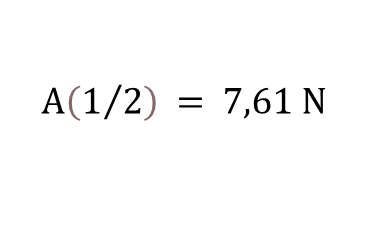 A(1/2) = 7,61 N